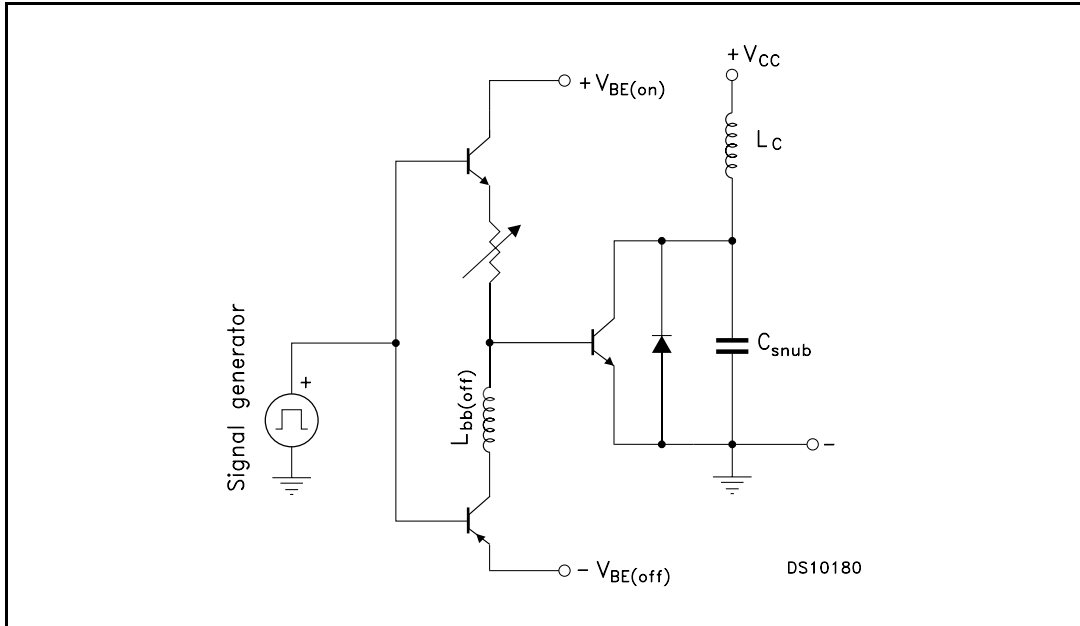 + V_CC
+ V_BE(on)
L_C
Signal generator
+
L_bb(off)
C_snub
−
− V_BE(off)
DS10180